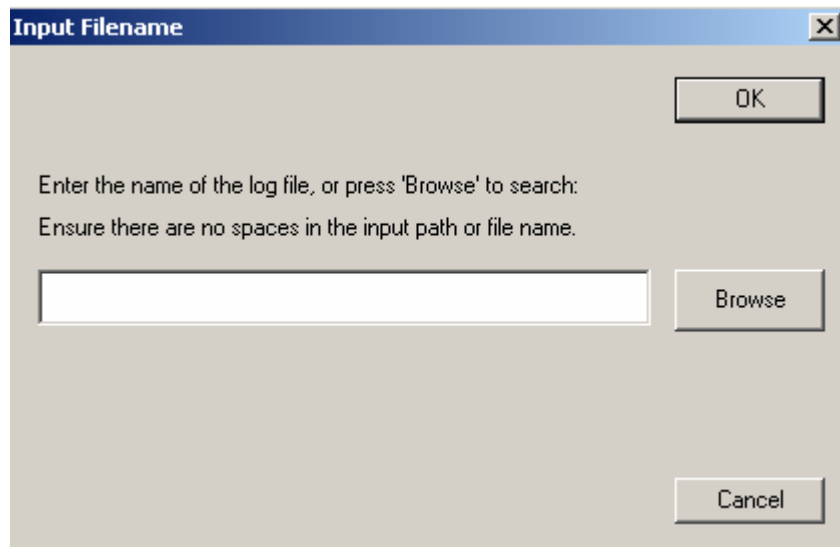 Input Filename
OK
Enter the name of the log file, or press 'Browse' to search:
Ensure there are no spaces in the input path or file name.
Browse
Cancel